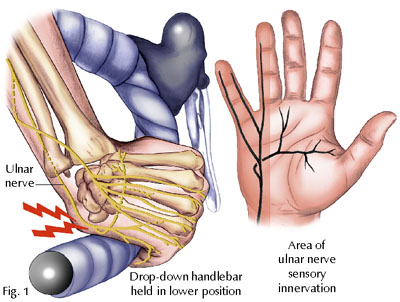 Ulnar
nerve
Fig. 1
Drop-down handlebar
held in lower position
Area of
ulnar nerve
sensory
innervation